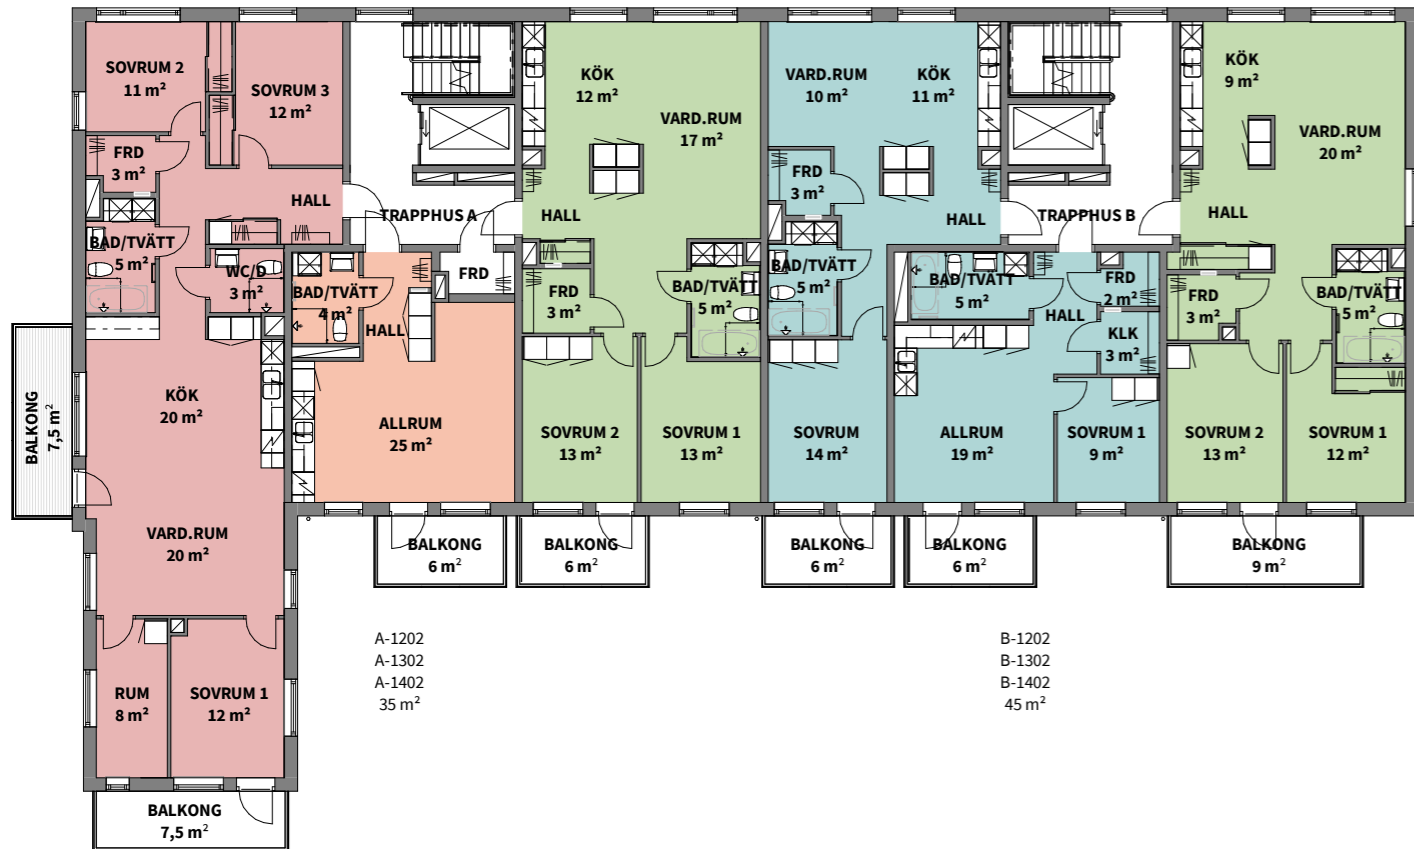 SOVRUM 2
11 m²
SOVRUM 3
12 m²
FRD
3 m²
HALL
BAD/TVÄTT
5 m²
WC/D
3 m²
KÖK
20 m²
BALKONG
7,5 m²
VARD.RUM
20 m²
RUM
8 m²
SOVRUM 1
12 m²
BALKONG
7,5 m²
TRAPPHUS A
FRD
BAD/TVÄTT
4 m²
HALL
ALLRUM
25 m²
BALKONG
6 m²
A-1202
A-1302
A-1402
35 m²
KÖK
12 m²
VARD.RUM
17 m²
HALL
FRD
3 m²
BAD/TVÄTT
5 m²
SOVRUM 2
13 m²
SOVRUM 1
13 m²
BALKONG
6 m²
VARD.RUM
10 m²
KÖK
11 m²
FRD
3 m²
HALL
BAD/TVÄTT
5 m²
SOVRUM
14 m²
BALKONG
6 m²
TRAPPHUS B
BAD/TVÄTT
5 m²
HALL
FRD
2 m²
KLK
3 m²
ALLRUM
19 m²
SOVRUM 1
9 m²
BALKONG
6 m²
B-1202
B-1302
B-1402
45 m²
KÖK
9 m²
VARD.RUM
20 m²
HALL
FRD
3 m²
BAD/TVÄTT
5 m²
SOVRUM 2
13 m²
SOVRUM 1
12 m²
BALKONG
9 m²